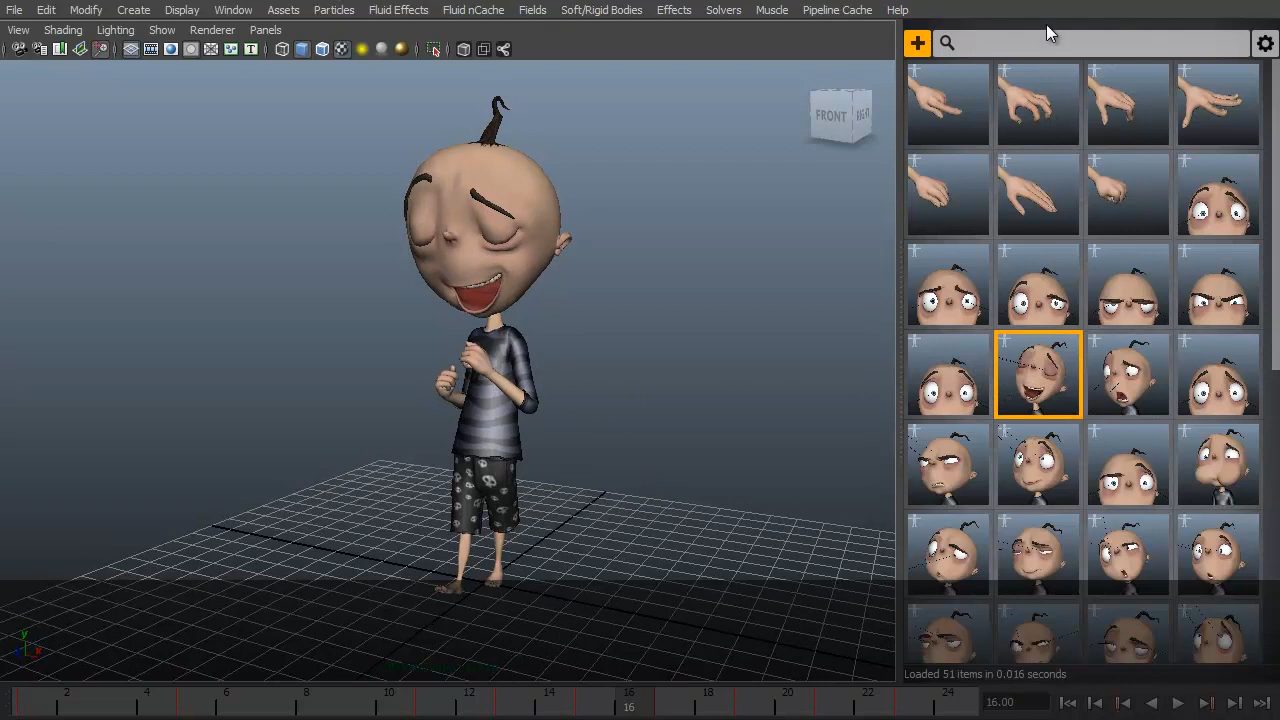 File Edit Modify Create Display Window Assets Particles Fluid Effects Fluid nCache Fields Soft/Rigid Bodies Effects Solvers Muscle Pipeline Cache Help
View Shading Lighting Show Renderer Panels
T
FRONT RIGHT
y
x
Loaded 51 items in 0.016 seconds
2 4 6 8 10 12 14 16 18 20 22 24
16
16.00